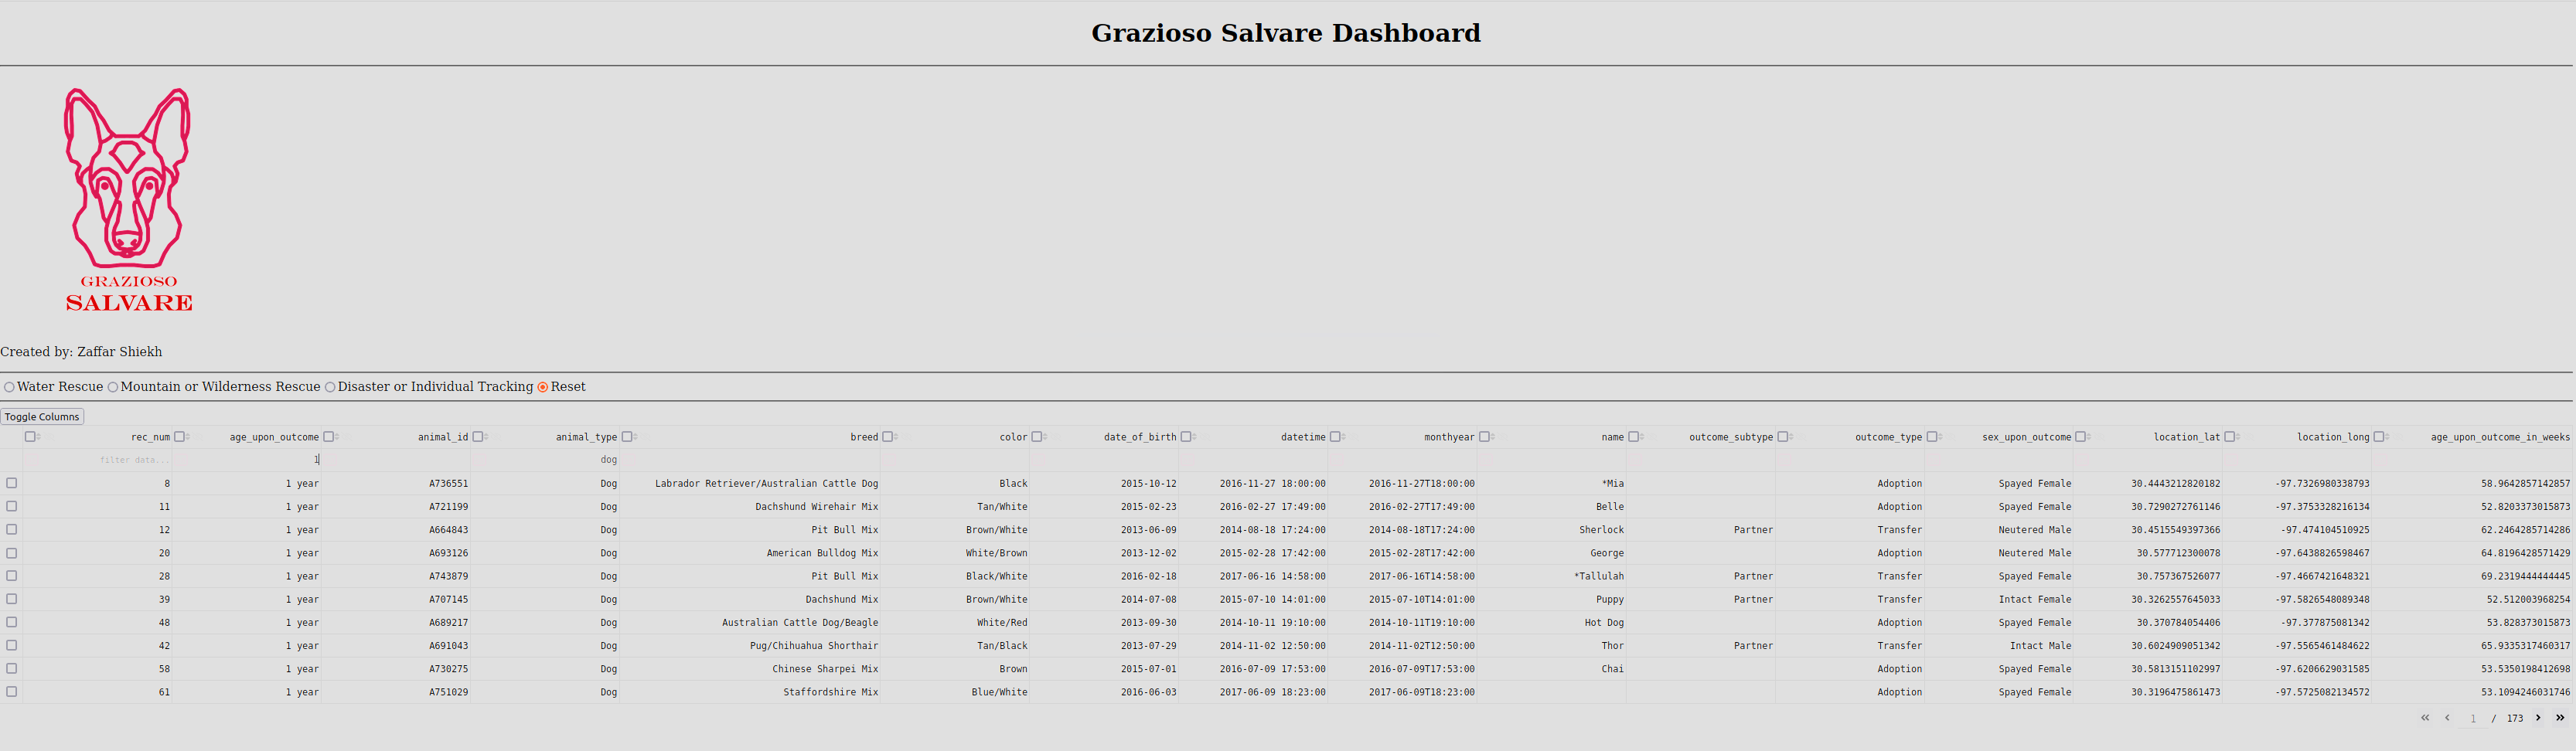 Grazioso Salvare Dashboard
GRAZIOSO
SALVARE
Created by: Zaffar Shiekh
Water Rescue Mountain or Wilderness Rescue Disaster or Individual Tracking Reset
Toggle Columns
rec_num age_upon_outcome animal_id animal_type breed color date_of_birth datetime monthyear name outcome_subtype outcome_type sex_upon_outcome location_lat location_long age_upon_outcome_in_weeks
filter data... 1 dog
8 1 year A736551 Dog Labrador Retriever/Australian Cattle Dog Black 2015-10-12 2016-11-27 18:00:00 2016-11-27T18:00:00 *Mia Adoption Spayed Female 30.4443212820182 -97.7326980338793 58.9642857142857
11 1 year A721199 Dog Dachshund Wirehair Mix Tan/White 2015-02-23 2016-02-27 17:49:00 2016-02-27T17:49:00 Belle Adoption Spayed Female 30.7290272761146 -97.3753328216134 52.8203373015873
12 1 year A664843 Dog Pit Bull Mix Brown/White 2013-06-09 2014-08-18 17:24:00 2014-08-18T17:24:00 Sherlock Partner Transfer Neutered Male 30.4515549397366 -97.474104510925 62.2464285714286
20 1 year A693126 Dog American Bulldog Mix White/Brown 2013-12-02 2015-02-28 17:42:00 2015-02-28T17:42:00 George Adoption Neutered Male 30.577712300078 -97.6438826598467 64.8196428571429
28 1 year A743879 Dog Pit Bull Mix Black/White 2016-02-18 2017-06-16 14:58:00 2017-06-16T14:58:00 *Tallulah Partner Transfer Spayed Female 30.757367526077 -97.4667421648321 69.2319444444445
39 1 year A707145 Dog Dachshund Mix Brown/White 2014-07-08 2015-07-10 14:01:00 2015-07-10T14:01:00 Puppy Partner Transfer Intact Female 30.3262557645033 -97.5826548089348 52.512003968254
48 1 year A689217 Dog Australian Cattle Dog/Beagle White/Red 2013-09-30 2014-10-11 19:10:00 2014-10-11T19:10:00 Hot Dog Adoption Spayed Female 30.370784054406 -97.377875081342 53.828373015873
42 1 year A691043 Dog Pug/Chihuahua Shorthair Tan/Black 2013-07-29 2014-11-02 12:50:00 2014-11-02T12:50:00 Thor Partner Transfer Intact Male 30.6024909051342 -97.5565461484622 65.9335317460317
58 1 year A730275 Dog Chinese Sharpei Mix Brown 2015-07-01 2016-07-09 17:53:00 2016-07-09T17:53:00 Chai Adoption Spayed Female 30.5813151102997 -97.6206629031585 53.5350198412698
61 1 year A751029 Dog Staffordshire Mix Blue/White 2016-06-03 2017-06-09 18:23:00 2017-06-09T18:23:00 Adoption Spayed Female 30.3196475861473 -97.5725082134572 53.1094246031746
1 / 173